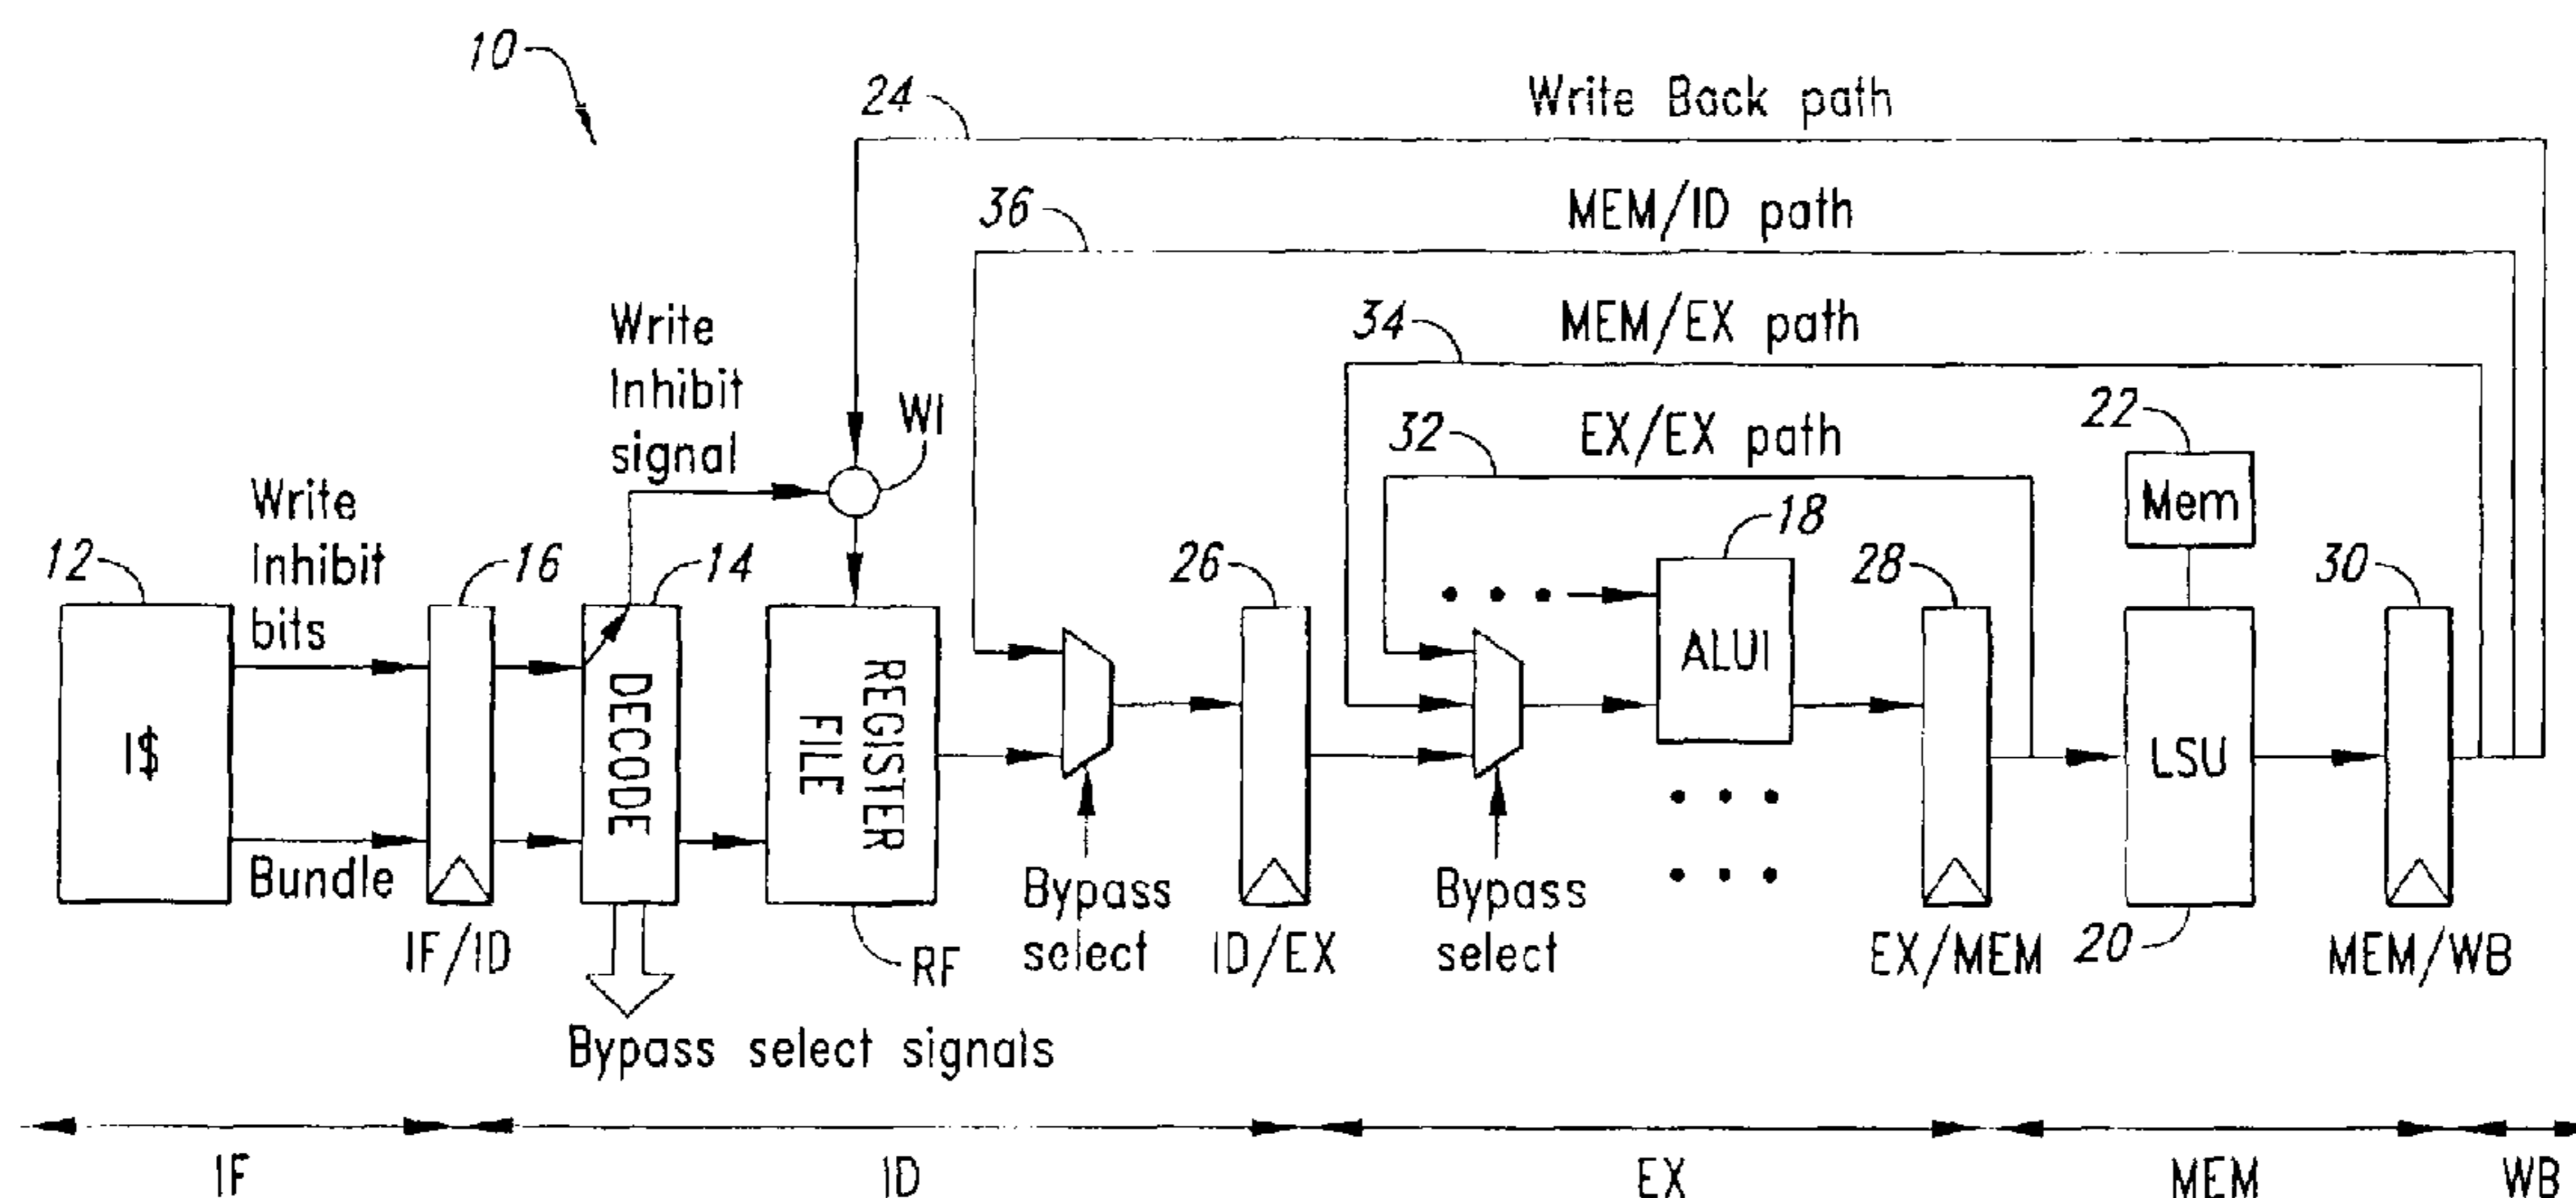 10
24
Write Back path
36
MEM/ID path
34
MEM/EX path
32
EX/EX path
22
Mem
Write
Inhibit
signal
WI
Write
Inhibit
bits
12
16
14
26
18
28
30
I$
DECODE
REGISTER
FILE
ALUI
LSU
Bundle
IF/ID
RF
Bypass
select
ID/EX
Bypass
select
EX/MEM
20
MEM/WB
Bypass select signals
IF
ID
EX
MEM
WB